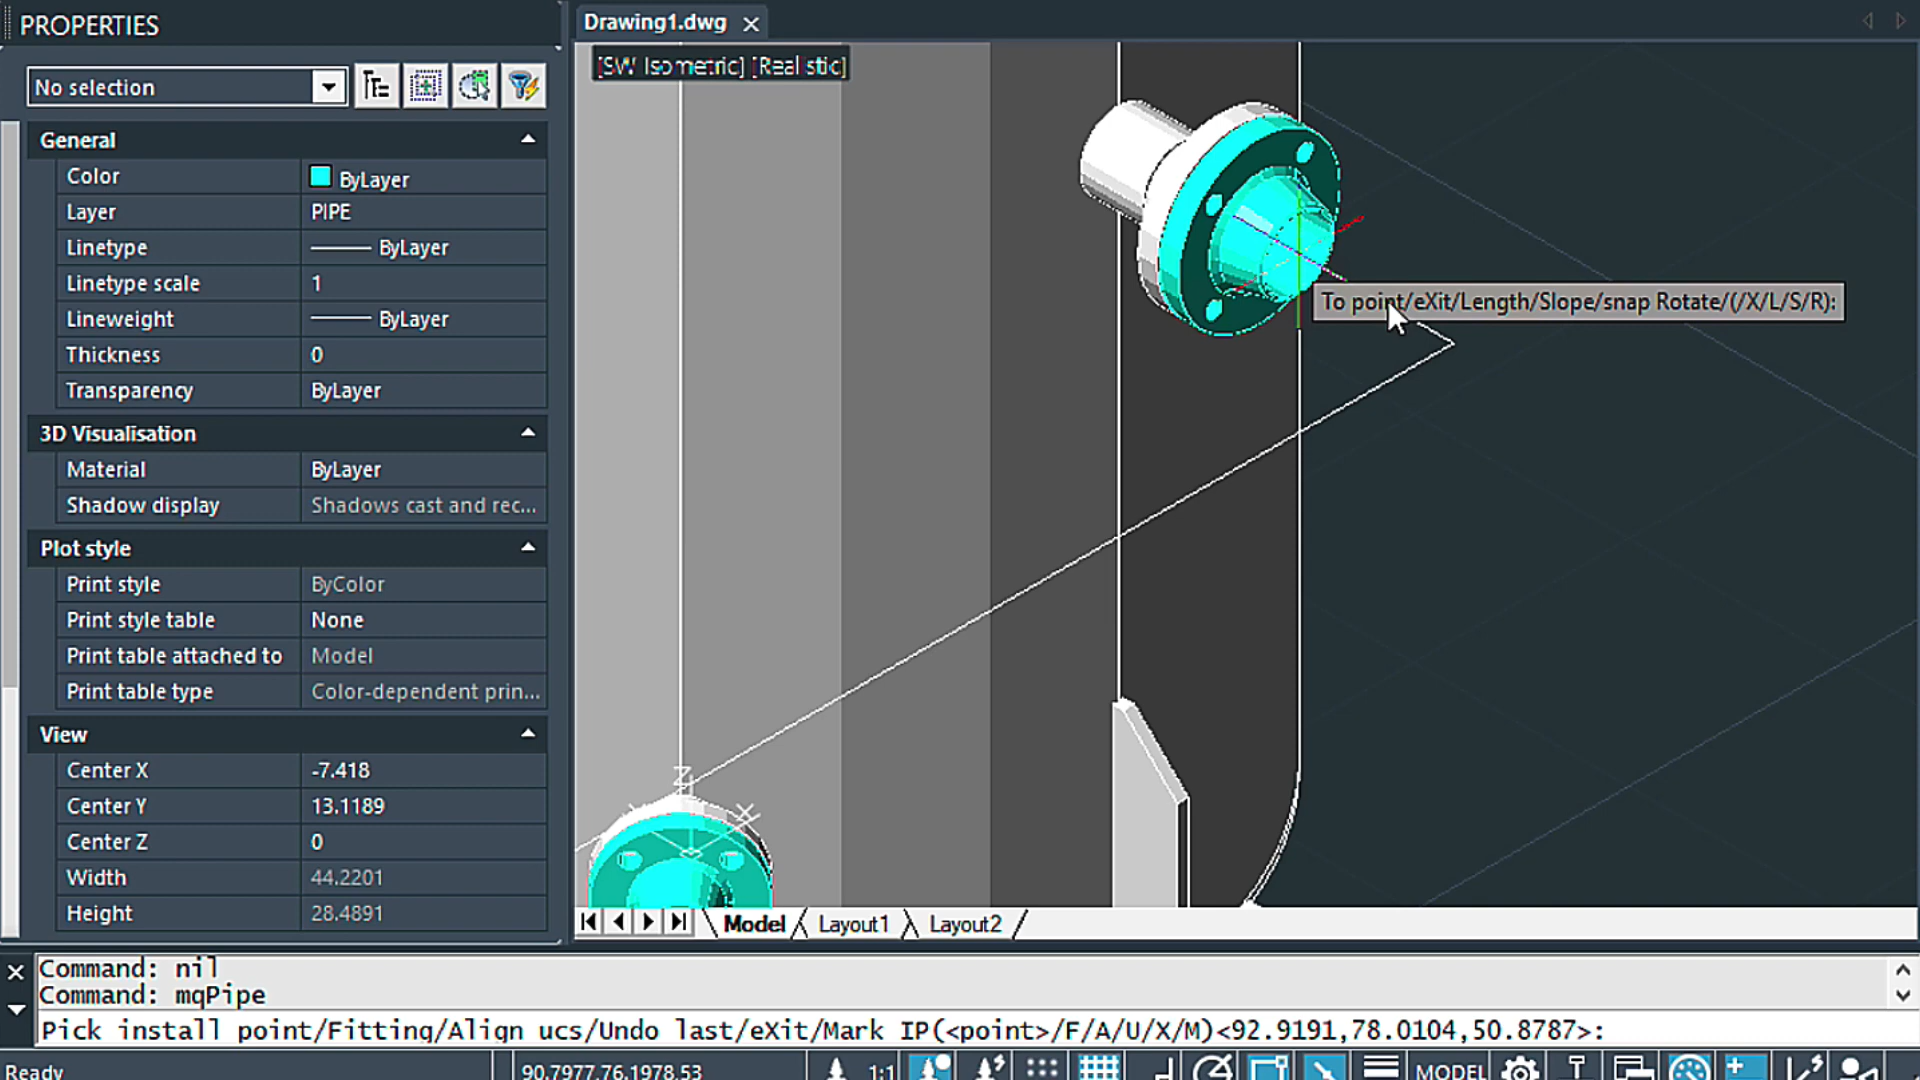 PROPERTIES
No selection
General
Color ByLayer
Layer PIPE
Linetype ByLayer
Linetype scale 1
Lineweight ByLayer
Thickness 0
Transparency ByLayer
3D Visualisation
Material ByLayer
Shadow display Shadows cast and rec...
Plot style
Print style ByColor
Print style table None
Print table attached to Model
Print table type Color-dependent prin...
View
Center X -7.418
Center Y 13.1189
Center Z 0
Width 44.2201
Height 28.4891
Drawing1.dwg
[SW Isometric] [Realistic]
To point/eXit/Length/Slope/snap Rotate/(/X/L/S/R):
Z
X
Model Layout1 Layout2
Command: nil
Command: mqPipe
Pick install point/Fitting/Align ucs/Undo last/eXit/Mark IP(<point>/F/A/U/X/M)<92.9191,78.0104,50.8787>:
Ready 90.7977,76.1978,53 1:1 MODEL